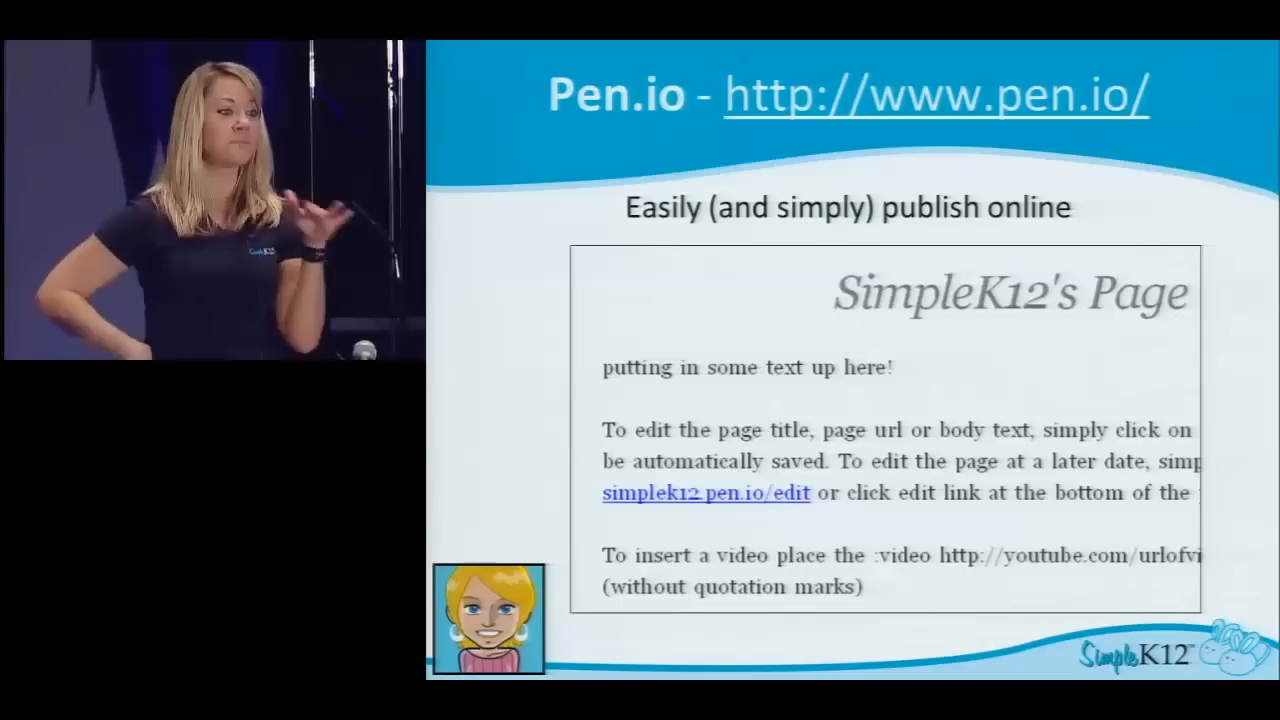 Pen.io - http://www.pen.io/
Easily (and simply) publish online
SimpleK12's Page
putting in some text up here!
To edit the page title, page url or body text, simply click on
be automatically saved. To edit the page at a later date, simp
simplek12.pen.io/edit or click edit link at the bottom of the
To insert a video place the :video http://youtube.com/urlofvi
(without quotation marks)
SimpleK12™
SimpleK12